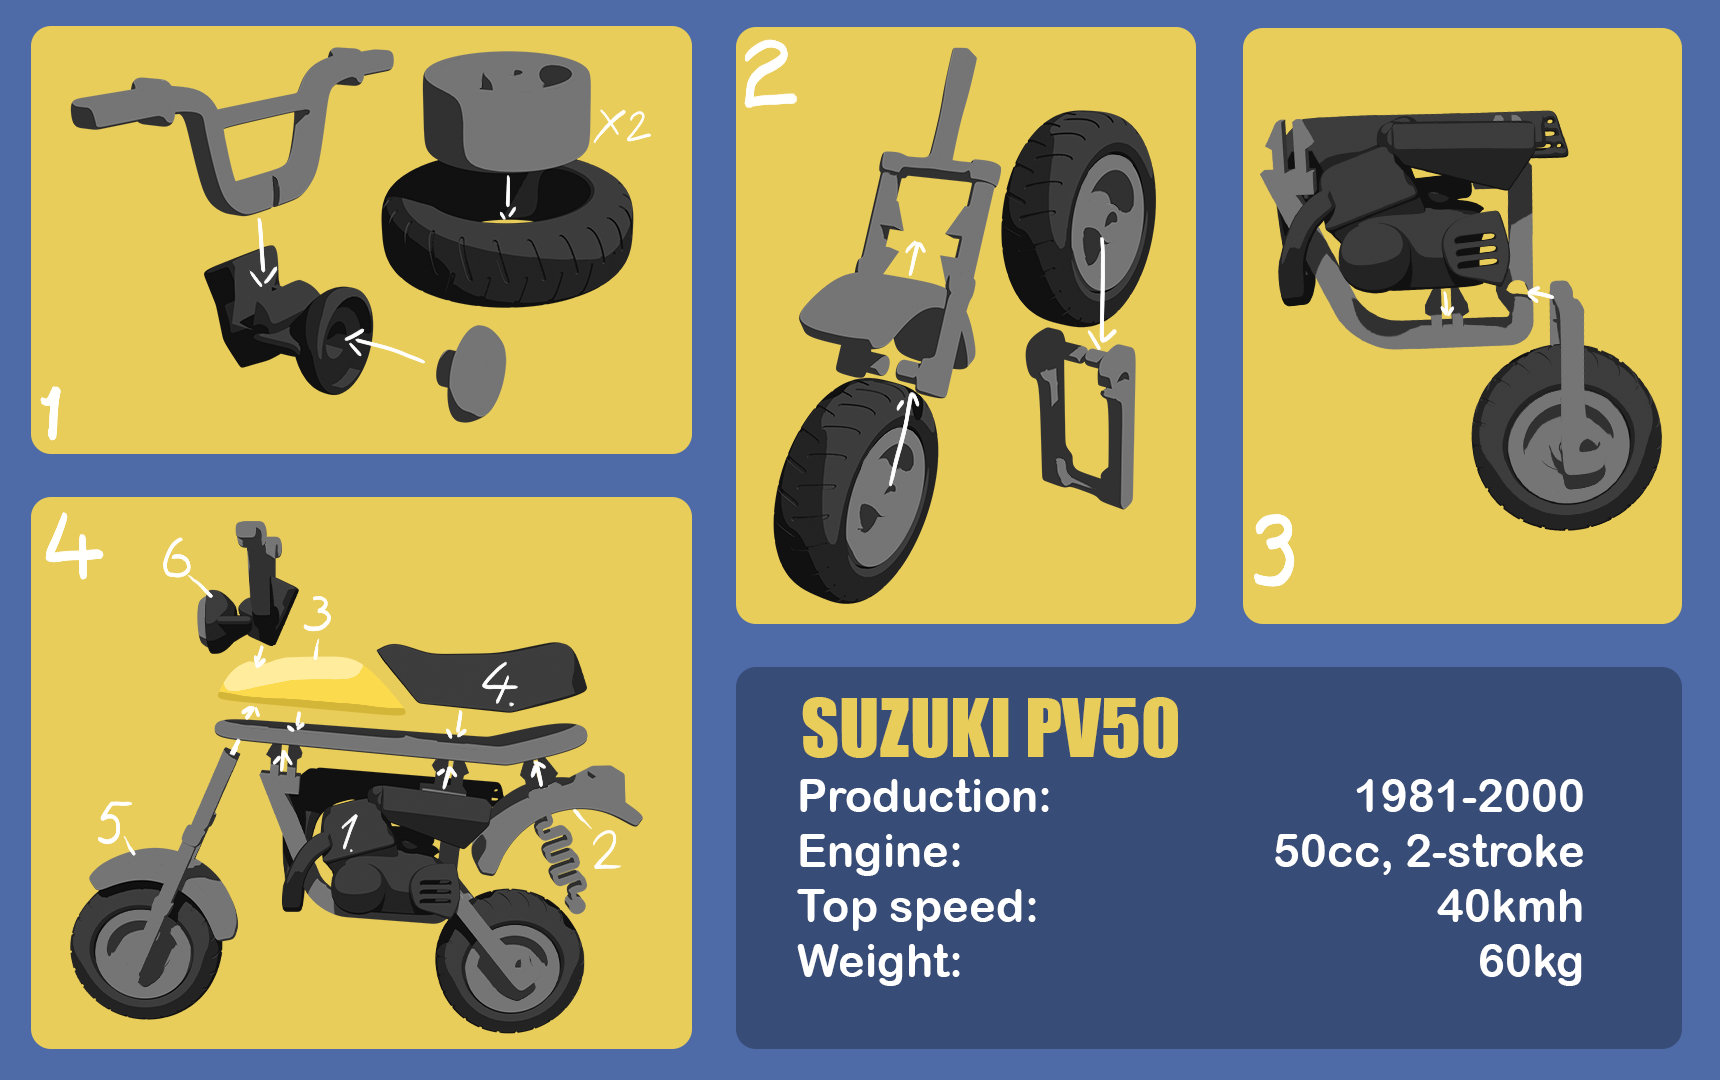 1
X2
2
3
4
6
3
4.
5
1.
2
SUZUKI PV50
Production: 1981-2000
Engine: 50cc, 2-stroke
Top speed: 40kmh
Weight: 60kg